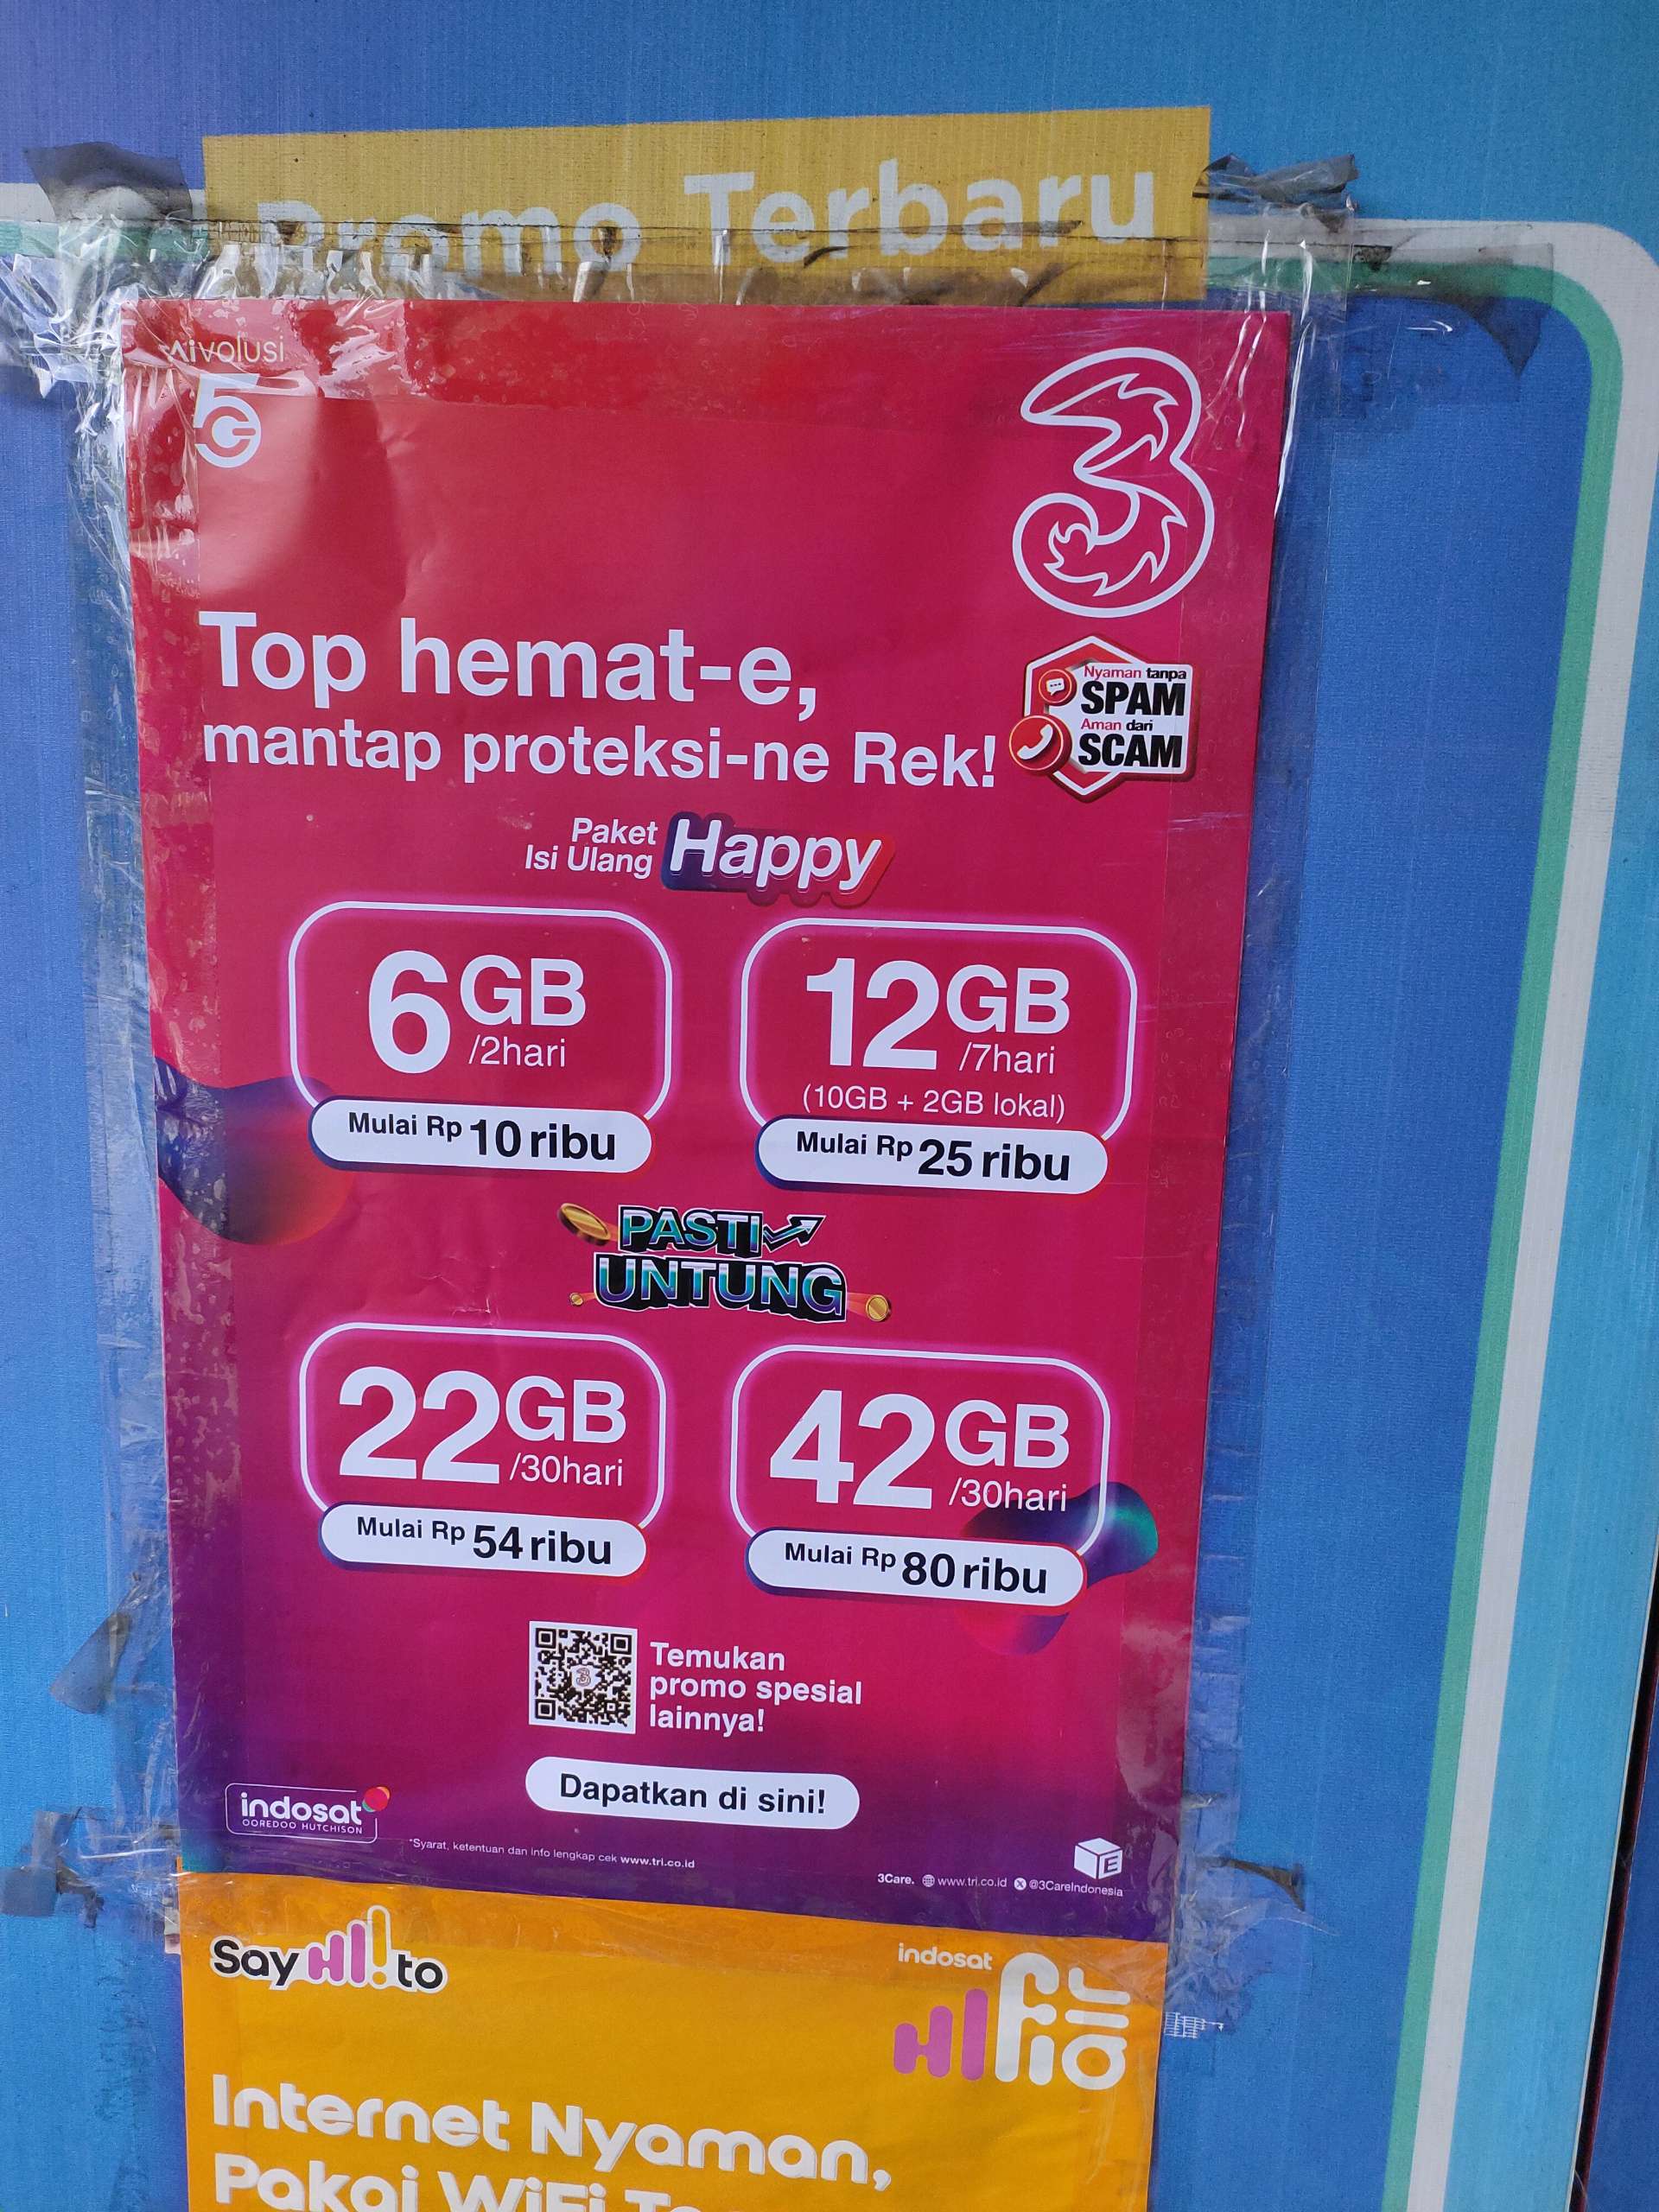 Promo Terbaru
AIvolusi
5G
3
Top hemat-e,
mantap proteksi-ne Rek!
Nyaman tanpa
SPAM
Aman dari
SCAM
Paket
Isi Ulang
Happy
6GB
/2hari
Mulai Rp 10 ribu
12GB
/7hari
(10GB + 2GB lokal)
Mulai Rp 25 ribu
PASTI
UNTUNG
22GB
/30hari
Mulai Rp 54 ribu
42GB
/30hari
Mulai Rp 80 ribu
Temukan
promo spesial
lainnya!
Dapatkan di sini!
indosat
OOREDOO HUTCHISON
*Syarat, ketentuan dan info lengkap cek www.tri.co.id
E
3Care. www.tri.co.id @3CareIndonesia
Say HI! to
indosat
HIfi air
Internet Nyaman,
Pakai WiFi